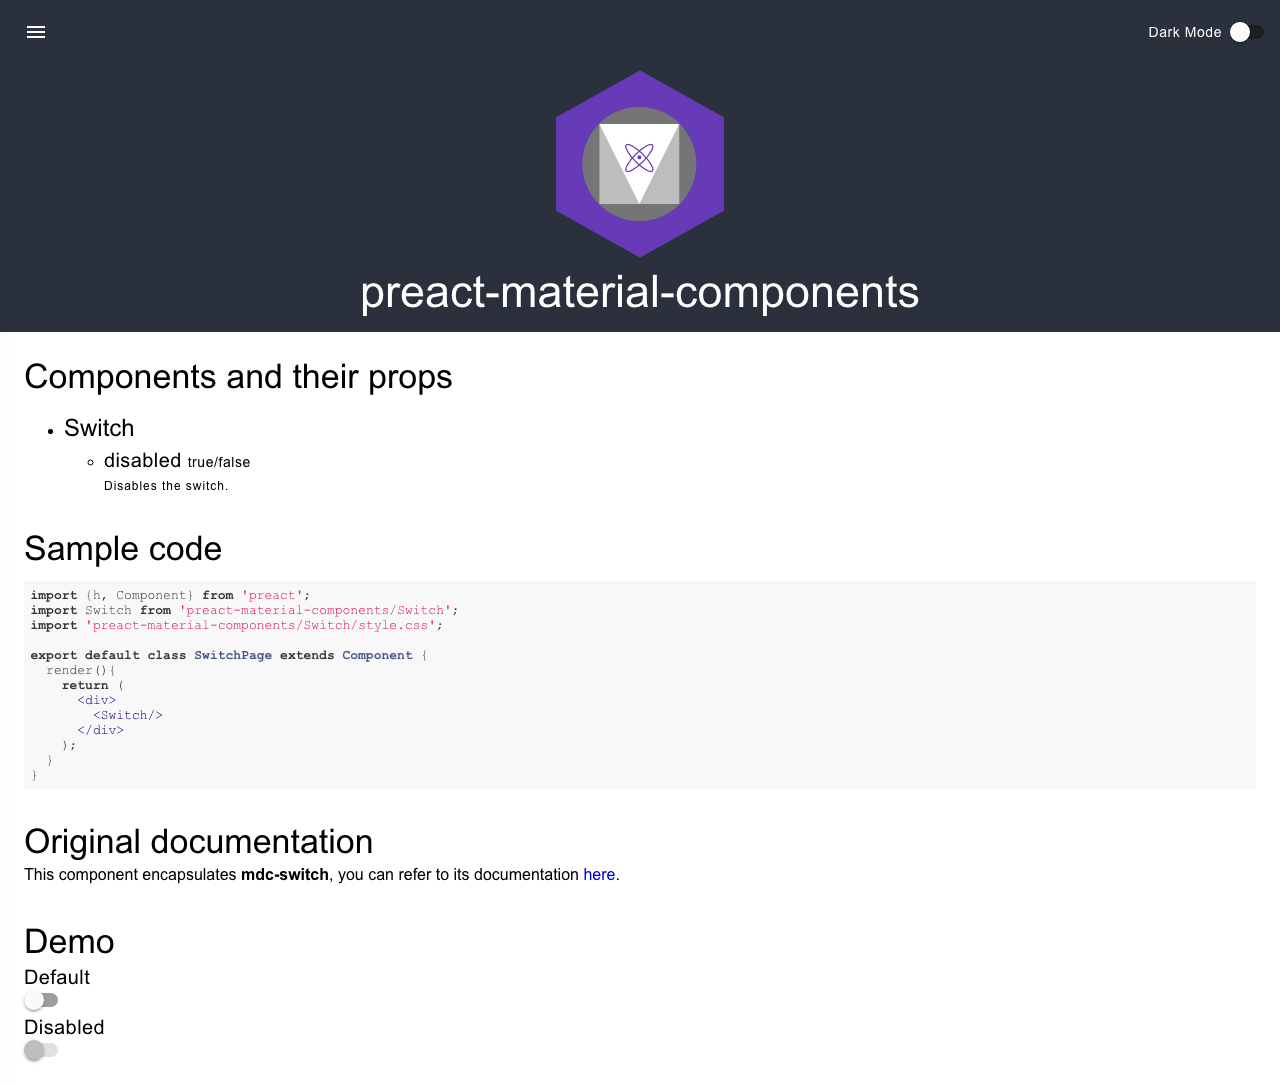 Dark Mode
preact-material-components
Components and their props
Switch
disabled true/false
Disables the switch.
Sample code
import {h, Component} from 'preact';
import Switch from 'preact-material-components/Switch';
import 'preact-material-components/Switch/style.css';
export default class SwitchPage extends Component {
render(){
return (
<div>
<Switch/>
</div>
);
}
}
Original documentation
This component encapsulates mdc-switch, you can refer to its documentation here.
Demo
Default
Disabled